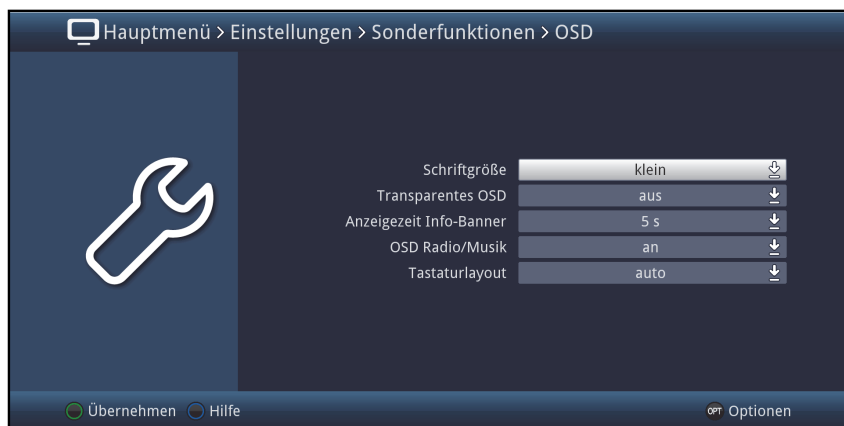 Hauptmenü > Einstellungen > Sonderfunktionen > OSD
Schriftgröße klein
Transparentes OSD aus
Anzeigezeit Info-Banner 5 s
OSD Radio/Musik an
Tastaturlayout auto
Übernehmen Hilfe OPT Optionen